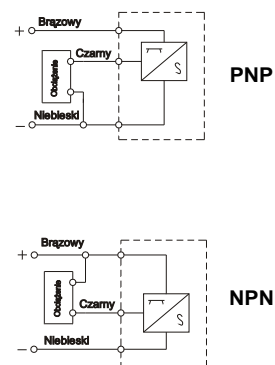 Brązowy
+
Czarny
Obciążenie
S
PNP
Niebieski
–
Brązowy
+
Obciążenie
Czarny
S
NPN
Niebieski
–